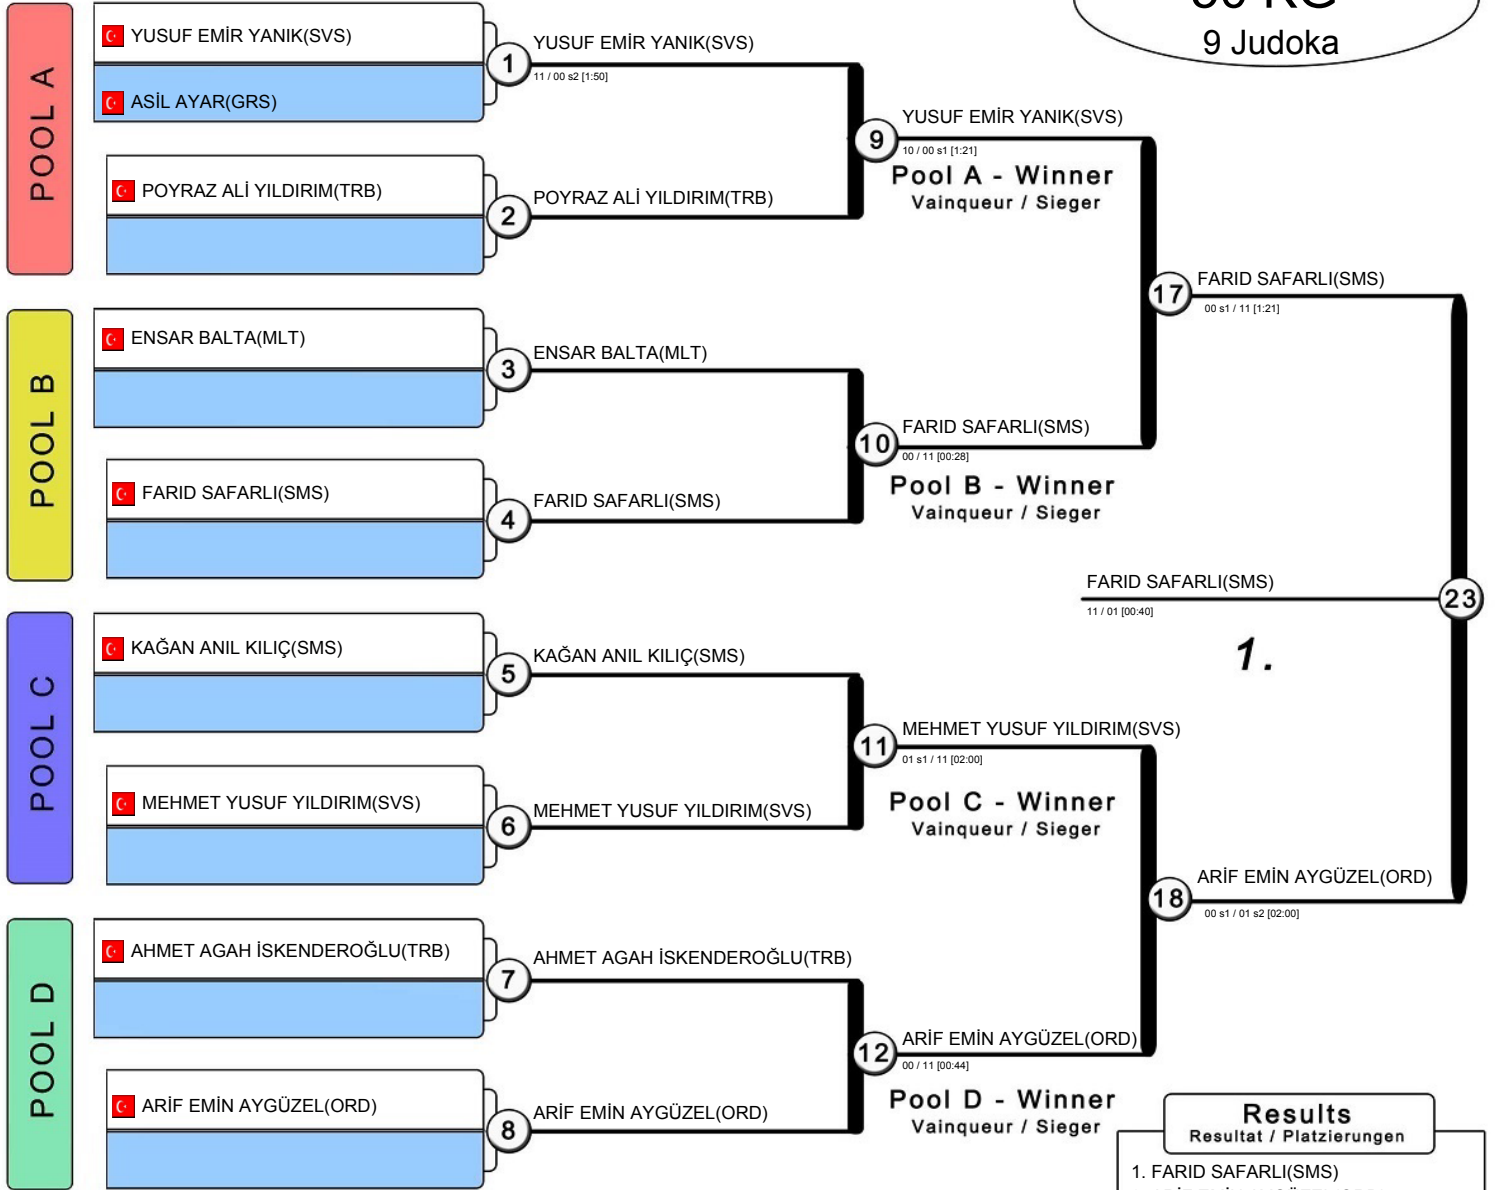 KG
9 Judoka
POOL A
YUSUF EMİR YANIK(SVS)
ASİL AYAR(GRS)
1
YUSUF EMİR YANIK(SVS)
11 / 00 s2 [1:50]
POYRAZ ALİ YILDIRIM(TRB)
2
POYRAZ ALİ YILDIRIM(TRB)
9
YUSUF EMİR YANIK(SVS)
10 / 00 s1 [1:21]
Pool A - Winner
Vainqueur / Sieger
POOL B
ENSAR BALTA(MLT)
3
ENSAR BALTA(MLT)
FARID SAFARLI(SMS)
4
FARID SAFARLI(SMS)
10
FARID SAFARLI(SMS)
00 / 11 [00:28]
Pool B - Winner
Vainqueur / Sieger
17
FARID SAFARLI(SMS)
00 s1 / 11 [1:21]
FARID SAFARLI(SMS)
11 / 01 [00:40]
23
1.
POOL C
KAĞAN ANIL KILIÇ(SMS)
5
KAĞAN ANIL KILIÇ(SMS)
MEHMET YUSUF YILDIRIM(SVS)
6
MEHMET YUSUF YILDIRIM(SVS)
11
MEHMET YUSUF YILDIRIM(SVS)
01 s1 / 11 [02:00]
Pool C - Winner
Vainqueur / Sieger
18
ARİF EMİN AYGÜZEL(ORD)
00 s1 / 01 s2 [02:00]
POOL D
AHMET AGAH İSKENDEROĞLU(TRB)
7
AHMET AGAH İSKENDEROĞLU(TRB)
ARİF EMİN AYGÜZEL(ORD)
8
ARİF EMİN AYGÜZEL(ORD)
12
ARİF EMİN AYGÜZEL(ORD)
00 / 11 [00:44]
Pool D - Winner
Vainqueur / Sieger
Results
Resultat / Platzierungen
1. FARID SAFARLI(SMS)